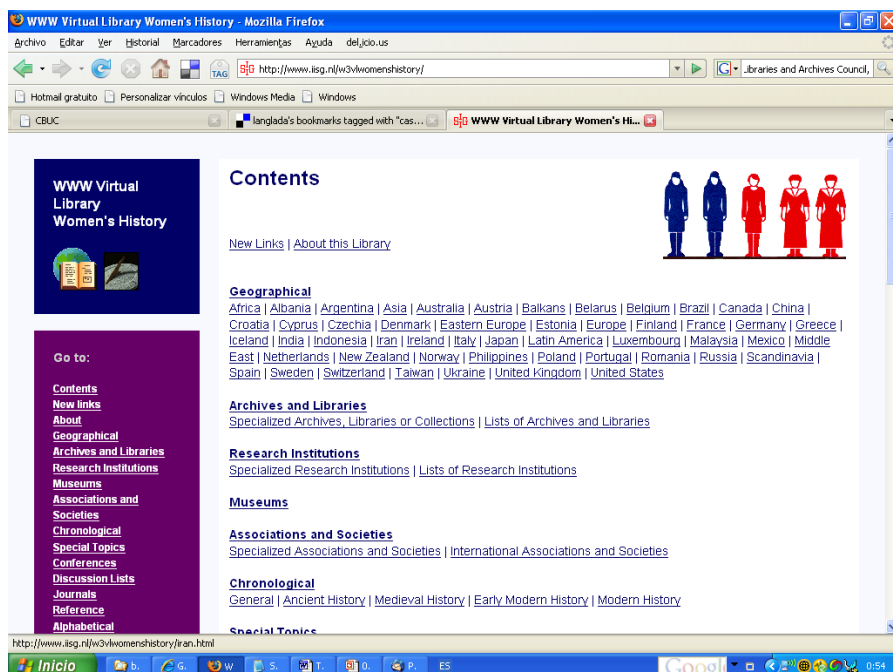 WWW Virtual Library Women's History - Mozilla Firefox
Archivo Editar Ver Historial Marcadores Herramientas Ayuda del.icio.us
TAG http://www.iisg.nl/w3vlwomenshistory/ G .ibraries and Archives Council,
Hotmail gratuito Personalizar vínculos Windows Media Windows
CBUC langlada's bookmarks tagged with "cas... WWW Virtual Library Women's Hi...
WWW Virtual
Library
Women's History
Go to:
Contents
New links
About
Geographical
Archives and Libraries
Research Institutions
Museums
Associations and
Societies
Chronological
Special Topics
Conferences
Discussion Lists
Journals
Reference
Alphabetical
Contents
New Links | About this Library
Geographical
Africa | Albania | Argentina | Asia | Australia | Austria | Balkans | Belarus | Belgium | Brazil | Canada | China |
Croatia | Cyprus | Czechia | Denmark | Eastern Europe | Estonia | Europe | Finland | France | Germany | Greece |
Iceland | India | Indonesia | Iran | Ireland | Italy | Japan | Latin America | Luxembourg | Malaysia | Mexico | Middle
East | Netherlands | New Zealand | Norway | Philippines | Poland | Portugal | Romania | Russia | Scandinavia |
Spain | Sweden | Switzerland | Taiwan | Ukraine | United Kingdom | United States
Archives and Libraries
Specialized Archives, Libraries or Collections | Lists of Archives and Libraries
Research Institutions
Specialized Research Institutions | Lists of Research Institutions
Museums
Associations and Societies
Specialized Associations and Societies | International Associations and Societies
Chronological
General | Ancient History | Medieval History | Early Modern History | Modern History
Special Topics
http://www.iisg.nl/w3vlwomenshistory/iran.html
Inicio b. G. w S. T. O. P. ES Google 0:54